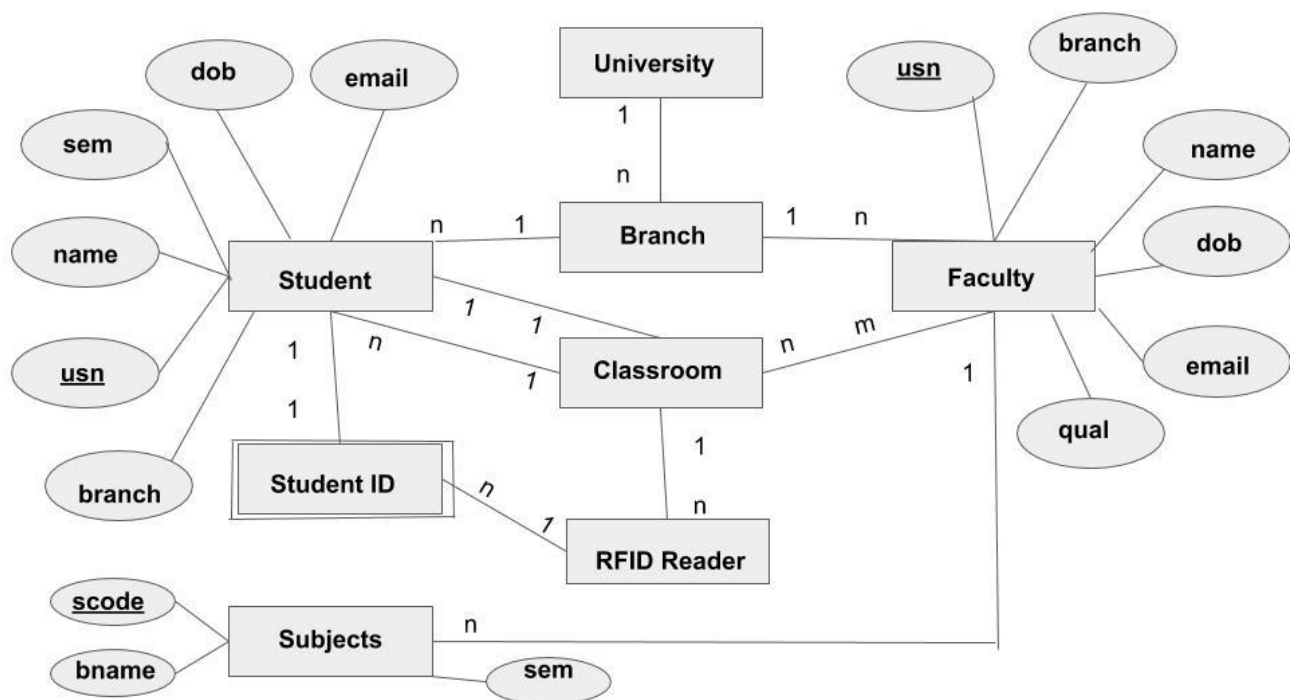 dob
email
University
usn
branch
sem
1
name
n
n
1
Branch
1
n
name
Student
Faculty
dob
1
1
n
1
Classroom
n
m
1
1
email
usn
1
qual
branch
Student ID
1
n
n
1
RFID Reader
scode
Subjects
n
bname
sem